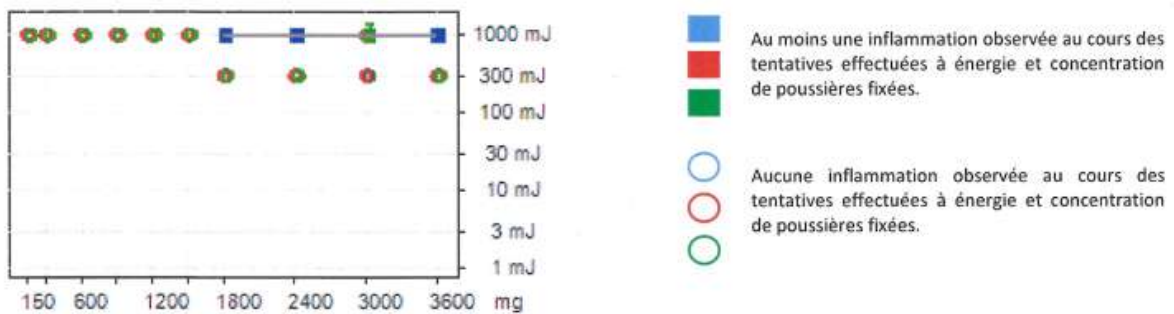 1000 mJ
300 mJ
100 mJ
30 mJ
10 mJ
3 mJ
1 mJ
150 600 1200 1800 2400 3000 3600 mg
Au moins une inflammation observée au cours des
tentatives effectuées à énergie et concentration
de poussières fixées.
Aucune inflammation observée au cours des
tentatives effectuées à énergie et concentration
de poussières fixées.